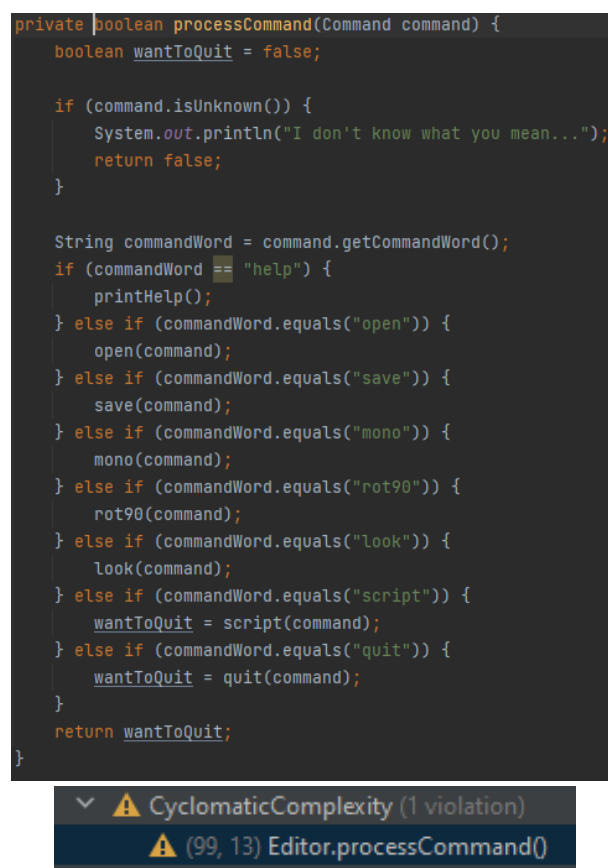 private boolean processCommand(Command command) {
    boolean wantToQuit = false;

    if (command.isUnknown()) {
        System.out.println("I don't know what you mean...");
        return false;
    }

    String commandWord = command.getCommandWord();
    if (commandWord == "help") {
        printHelp();
    } else if (commandWord.equals("open")) {
        open(command);
    } else if (commandWord.equals("save")) {
        save(command);
    } else if (commandWord.equals("mono")) {
        mono(command);
    } else if (commandWord.equals("rot90")) {
        rot90(command);
    } else if (commandWord.equals("look")) {
        look(command);
    } else if (commandWord.equals("script")) {
        wantToQuit = script(command);
    } else if (commandWord.equals("quit")) {
        wantToQuit = quit(command);
    }
    return wantToQuit;
}
CyclomaticComplexity (1 violation)
(99, 13) Editor.processCommand()